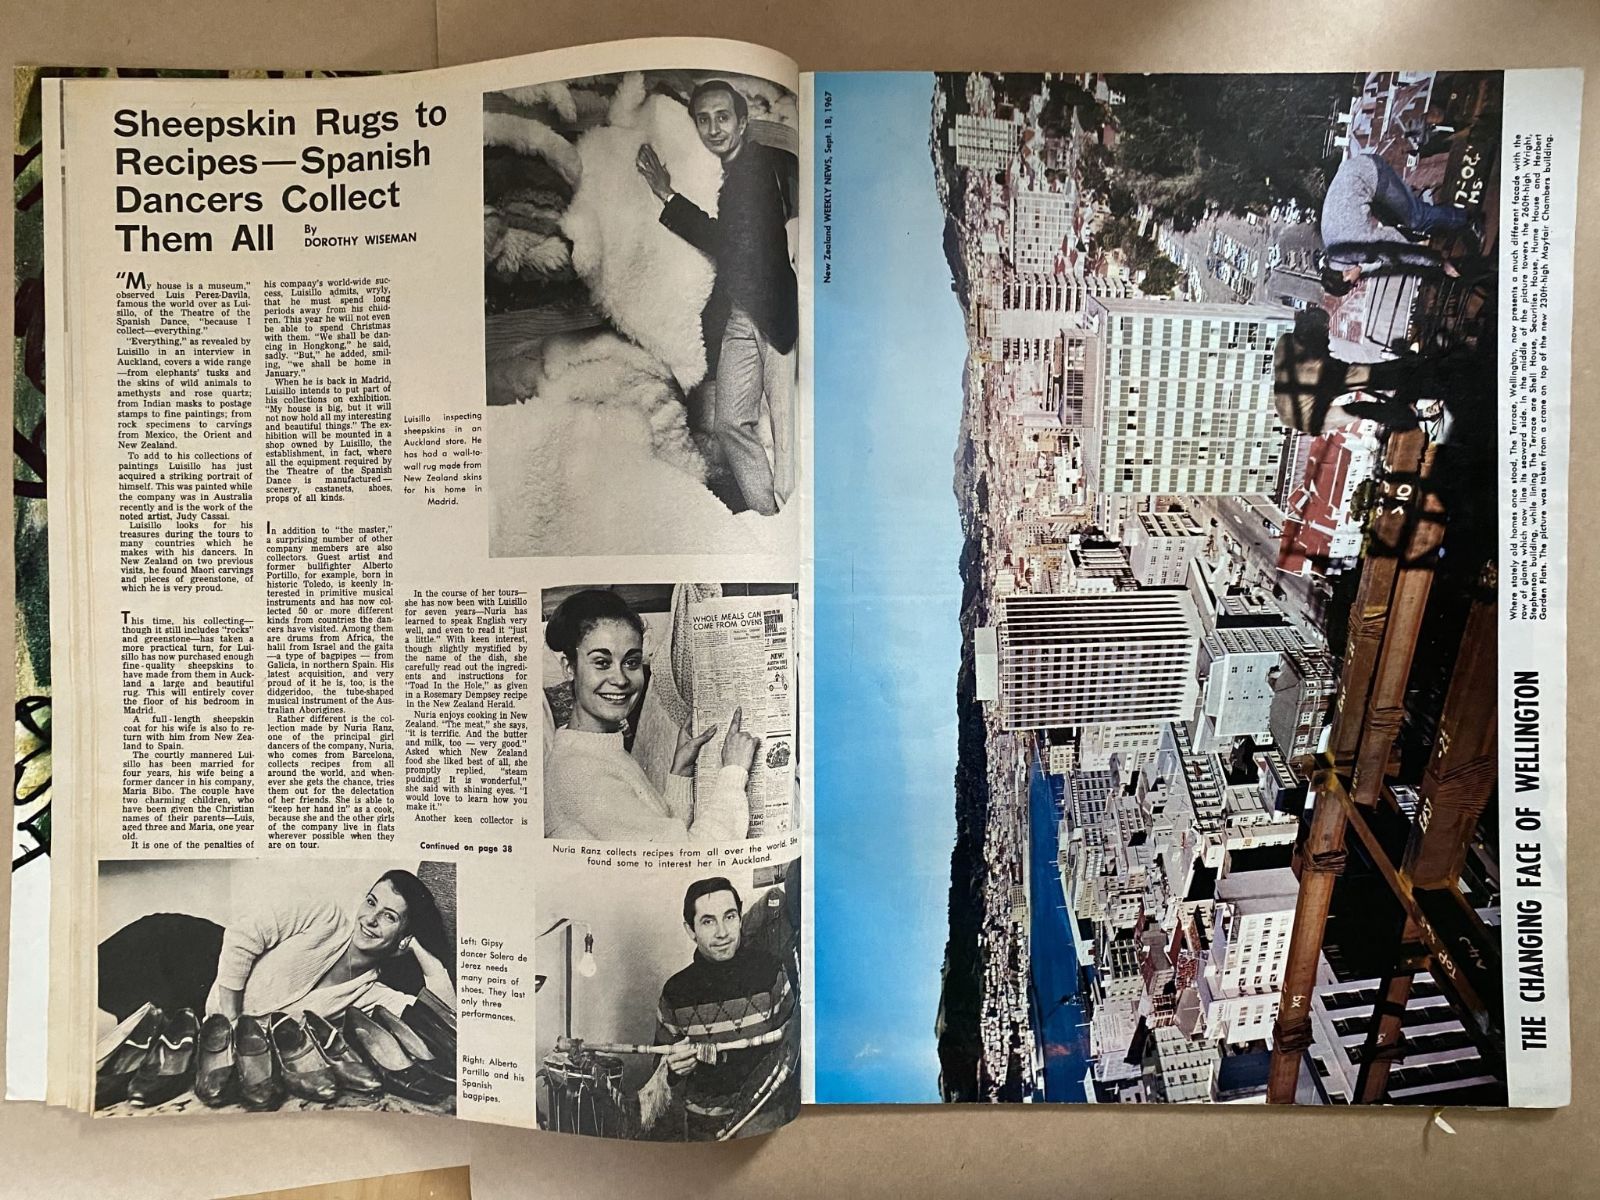 Sheepskin Rugs to
Recipes—Spanish
Dancers Collect
Them All
By
DOROTHY WISEMAN
"My house is a museum,"
observed Luis Perez-Davila,
famous the world over as Lui-
sillo, of the Theatre of the
Spanish Dance, "because I
collect—everything."
"Everything," as revealed by
Luisillo in an interview in
Auckland, covers a wide range
—from elephants' tusks and
the skins of wild animals to
amethysts and rose quartz;
from Indian masks to postage
stamps to fine paintings; from
rock specimens to carvings
from Mexico, the Orient and
New Zealand.
To add to his collections of
paintings Luisillo has just
acquired a striking portrait of
himself. This was painted while
the company was in Australia
recently and is the work of the
noted artist, Judy Cassai.
Luisillo looks for his
treasures during the tours to
many countries which he
makes with his dancers. In
New Zealand on two previous
visits, he found Maori carvings
and pieces of greenstone, of
which he is very proud.
This time, his collecting—
though it still includes "rocks"
and greenstone—has taken a
more practical turn, for Lui-
sillo has now purchased enough
fine-quality sheepskins to
have made from them in Auck-
land a large and beautiful
rug. This will entirely cover
the floor of his bedroom in
Madrid.
A full-length sheepskin
coat for his wife is also to re-
turn with him from New Zea-
land to Spain.
The courtly mannered Lui-
sillo has been married for
four years, his wife being a
former dancer in his company,
Maria Bibo. The couple have
two charming children, who
have been given the Christian
names of their parents—Luis,
aged three and Maria, one year
old.
It is one of the penalties of
his company's world-wide suc-
cess, Luisillo admits, wryly,
that he must spend long
periods away from his child-
ren. This year he will not even
be able to spend Christmas
with them. "We shall be dan-
cing in Hongkong," he said,
sadly. "But," he added, smil-
ing, "we shall be home in
January."
When he is back in Madrid,
Luisillo intends to put part of
his collections on exhibition.
"My house is big, but it will
not now hold all my interesting
and beautiful things." The ex-
hibition will be mounted in a
shop owned by Luisillo, the
establishment, in fact, where
all the equipment required by
the Theatre of the Spanish
Dance is manufactured—
scenery, castanets, shoes,
props of all kinds.
In addition to "the master,"
a surprising number of other
company members are also
collectors. Guest artist and
former bullfighter Alberto
Portillo, for example, born in
historic Toledo, is keenly in-
terested in primitive musical
instruments and has now col-
lected 50 or more different
kinds from countries the dan-
cers have visited. Among them
are drums from Africa, the
halil from Israel and the gaita
—a type of bagpipes — from
Galicia, in northern Spain. His
latest acquisition, and very
proud of it he is, too, is the
didgeridoo, the tube-shaped
musical instrument of the Aus-
tralian Aborigines.
Rather different is the col-
lection made by Nuria Ranz,
one of the principal girl
dancers of the company, Nuria,
who comes from Barcelona,
collects recipes from all
around the world, and when-
ever she gets the chance, tries
them out for the delectation
of her friends. She is able to
"keep her hand in" as a cook,
because she and the other girls
of the company live in flats
wherever possible when they
are on tour.
Luisillo inspecting
sheepskins in an
Auckland store. He
has had a wall-to-
wall rug made from
New Zealand skins
for his home in
Madrid.
In the course of her tours—
she has now been with Luisillo
for seven years—Nuria has
learned to speak English very
well, and even to read it "just
a little." With keen interest,
though slightly mystified by
the name of the dish, she
carefully read out the ingredi-
ents and instructions for
"Toad In the Hole," as given
in a Rosemary Dempsey recipe
in the New Zealand Herald.
Nuria enjoys cooking in New
Zealand. "The meat," she says,
"it is terrific. And the butter
and milk, too — very good."
Asked which New Zealand
food she liked best of all, she
promptly replied, "steam
pudding! It is wonderful,"
she said with shining eyes. "I
would love to learn how you
make it."
Another keen collector is
Continued on page 38
WHOLE MEALS CAN
COME FROM OVENS
NEW!
Nuria Ranz collects recipes from all over the world. She
found some to interest her in Auckland.
Left: Gipsy
dancer Solera de
Jerez needs
many pairs of
shoes. They last
only three
performances.
Right: Alberto
Portillo and his
Spanish
bagpipes.
New Zealand WEEKLY NEWS, Sept. 18, 1967
THE CHANGING FACE OF WELLINGTON
Where stately old homes once stood, The Terrace, Wellington, now presents a much different facade with the
row of giants which now line its seaward side. In the middle of the picture towers the 260ft-high Wright,
Stephenson building, while lining The Terrace are Shell House, Securities House, Hume House and Herbert
Garden Flats. The picture was taken from a crane on top of the new 230ft-high Mayfair Chambers building.